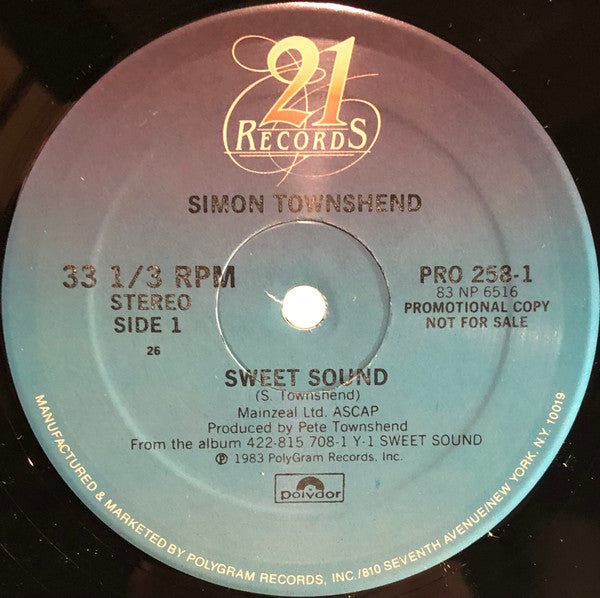 21
RECORDS
SIMON TOWNSHEND
33 1/3 RPM
STEREO
SIDE 1
26
PRO 258-1
83 NP 6516
PROMOTIONAL COPY
NOT FOR SALE
SWEET SOUND
(S. Townshend)
Mainzeal Ltd. ASCAP
Produced by Pete Townshend
From the album 422-815 708-1 Y-1 SWEET SOUND
℗ 1983 PolyGram Records, Inc.
polydor
MANUFACTURED & MARKETED BY POLYGRAM RECORDS, INC./810 SEVENTH AVENUE/NEW YORK, N.Y. 10019